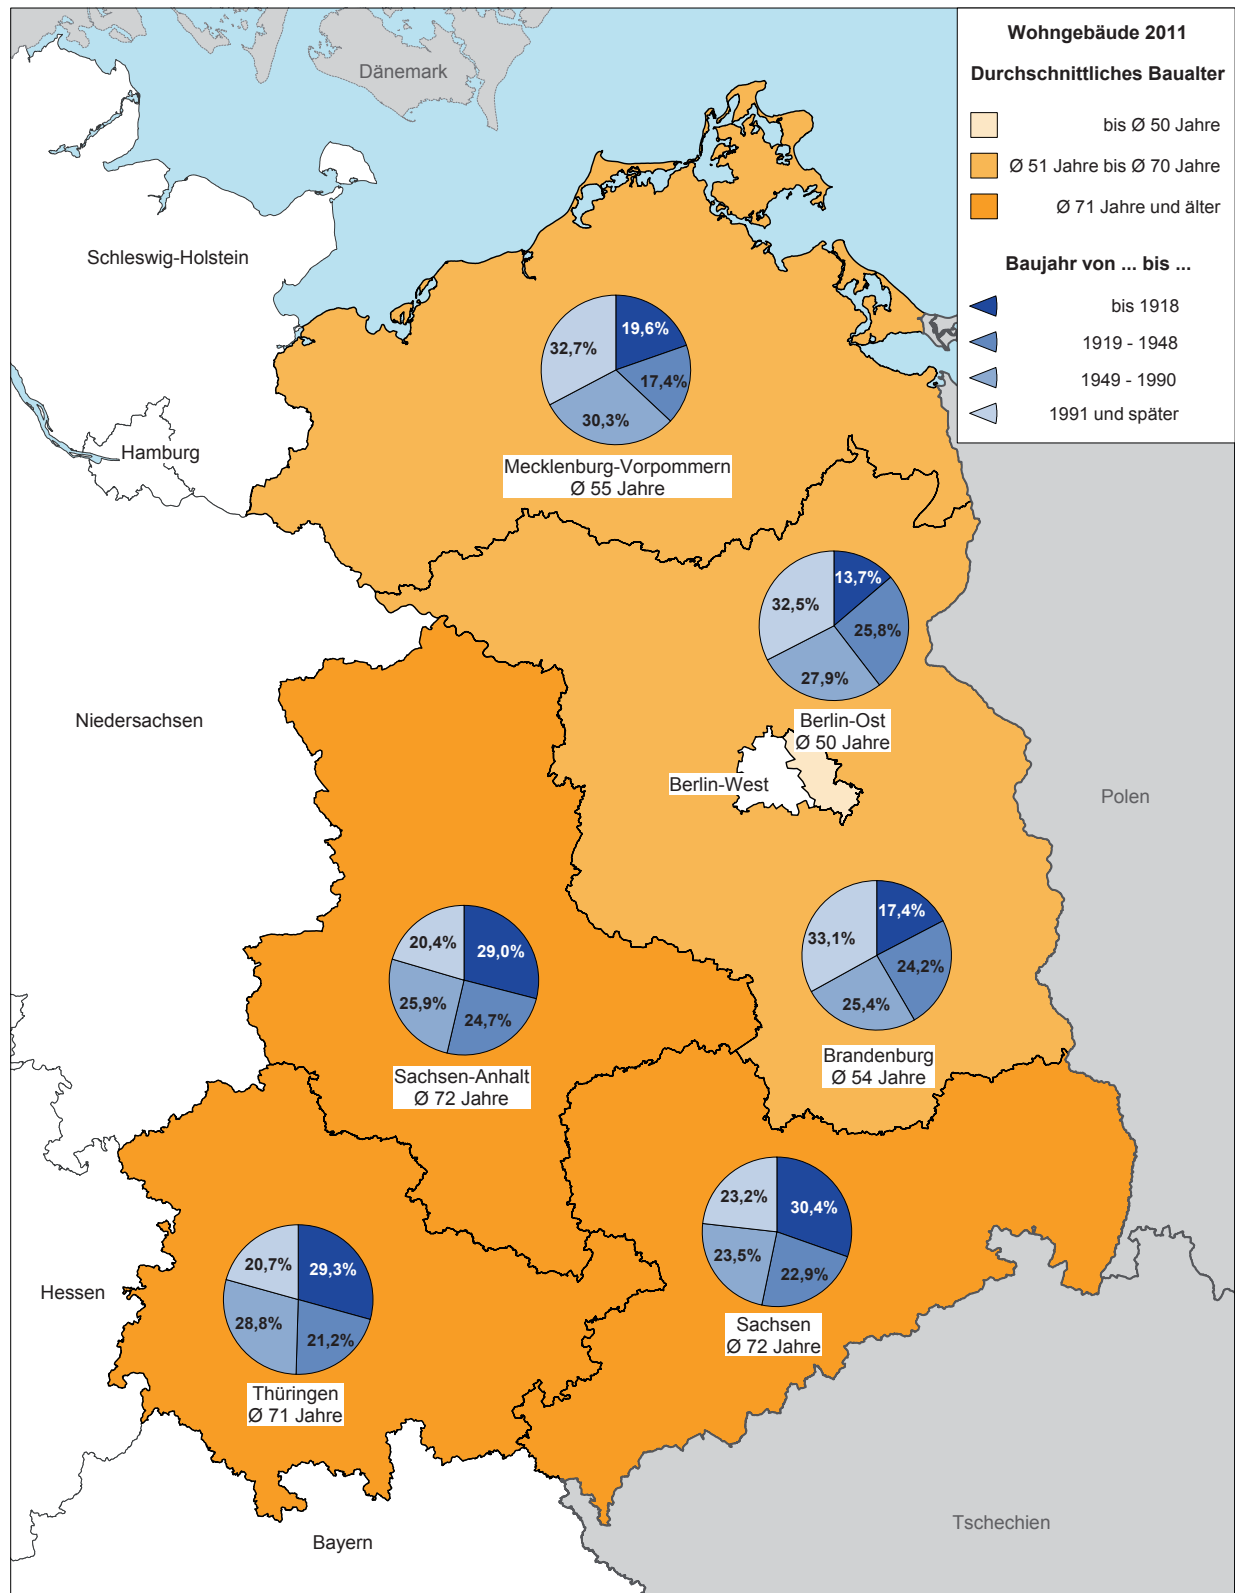 Wohngebäude 2011
Durchschnittliches Baualter
bis Ø 50 Jahre
Ø 51 Jahre bis Ø 70 Jahre
Ø 71 Jahre und älter
Baujahr von ... bis ...
bis 1918
1919 - 1948
1949 - 1990
1991 und später
Dänemark
Schleswig-Holstein
Hamburg
32,7%
19,6%
17,4%
30,3%
Mecklenburg-Vorpommern
Ø 55 Jahre
32,5%
13,7%
25,8%
27,9%
Berlin-Ost
Ø 50 Jahre
Berlin-West
Niedersachsen
Polen
33,1%
17,4%
24,2%
25,4%
Brandenburg
Ø 54 Jahre
20,4%
29,0%
25,9%
24,7%
Sachsen-Anhalt
Ø 72 Jahre
23,2%
30,4%
23,5%
22,9%
Sachsen
Ø 72 Jahre
20,7%
29,3%
28,8%
21,2%
Thüringen
Ø 71 Jahre
Hessen
Bayern
Tschechien